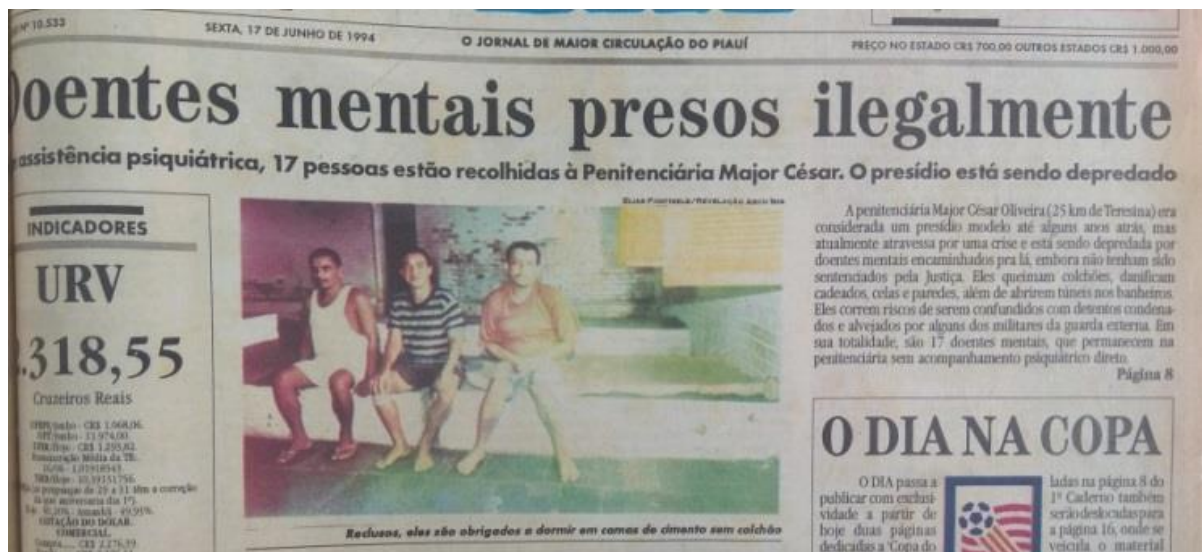 Nº 10.533
SEXTA, 17 DE JUNHO DE 1994
O JORNAL DE MAIOR CIRCULAÇÃO DO PIAUÍ
PREÇO NO ESTADO CR$ 700,00 OUTROS ESTADOS CR$ 1.000,00
Doentes mentais presos ilegalmente
assistência psiquiátrica, 17 pessoas estão recolhidas à Penitenciária Major César. O presídio está sendo depredado
INDICADORES
URV
.318,55
Cruzeiros Reais
COTAÇÃO DO DÓLAR
COMERCIAL
Reclusos, eles são obrigados a dormir em camas de cimento sem colchão
A penitenciária Major César Oliveira (25 km de Teresina) era
considerada um presídio modelo até alguns anos atrás, mas
atualmente atravessa por uma crise e está sendo depredada por
doentes mentais encaminhados pra lá, embora não tenham sido
sentenciados pela Justiça. Eles queimam colchões, danificam
cadeados, celas e paredes, além de abrirem túneis nos banheiros.
Eles correm riscos de serem confundidos com detentos condena-
dos e alvejados por alguns dos militares da guarda externa. Em
sua totalidade, são 17 doentes mentais, que permanecem na
penitenciária sem acompanhamento psiquiátrico direto.
Página 8
O DIA NA COPA
O DIA passa a
publicar com exclusi-
vidade a partir de
hoje duas páginas
dedicadas a 'Copa do
ladas na página 8 do
1º Caderno também
serão deslocadas para
a página 16, onde se
veicula o material